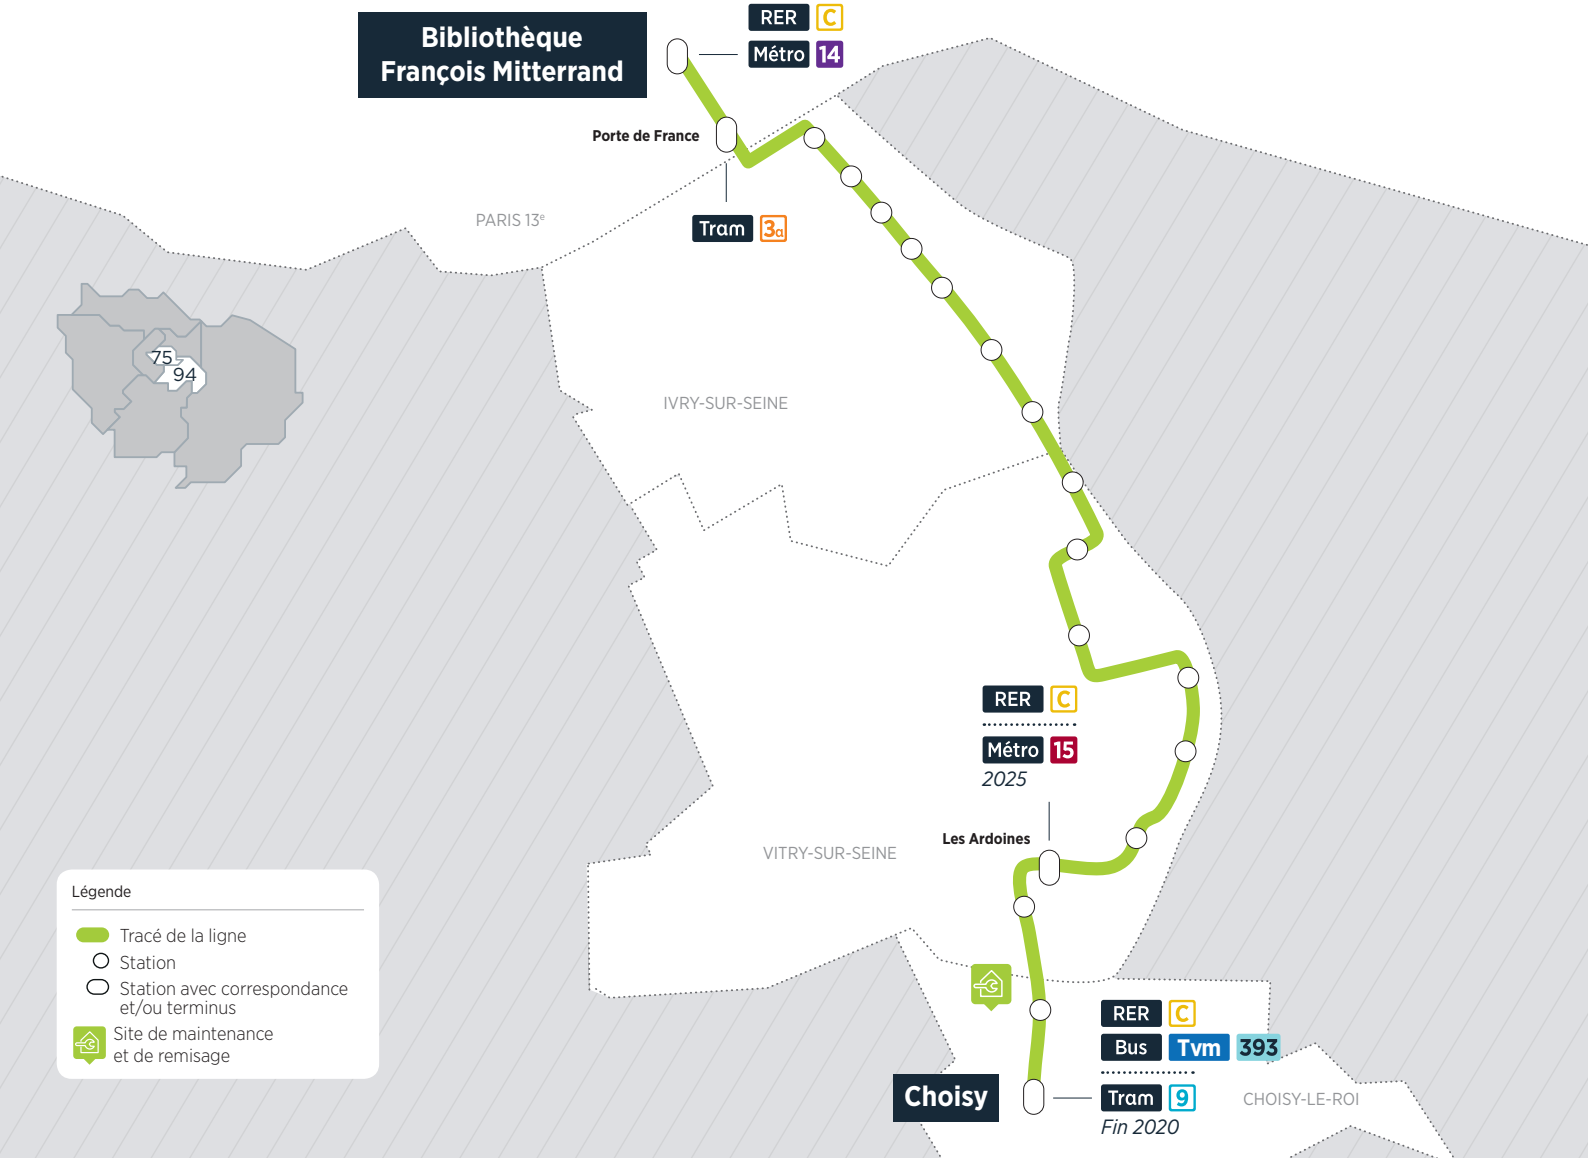 Bibliothèque
François Mitterrand
RER C
Métro 14
Porte de France
Tram 3a
PARIS 13e
75
94
IVRY-SUR-SEINE
RER C
Métro 15
2025
Les Ardoines
VITRY-SUR-SEINE
Légende
Tracé de la ligne
Station
Station avec correspondance
et/ou terminus
Site de maintenance
et de remisage
RER C
Bus Tvm 393
Choisy
Tram 9
Fin 2020
CHOISY-LE-ROI